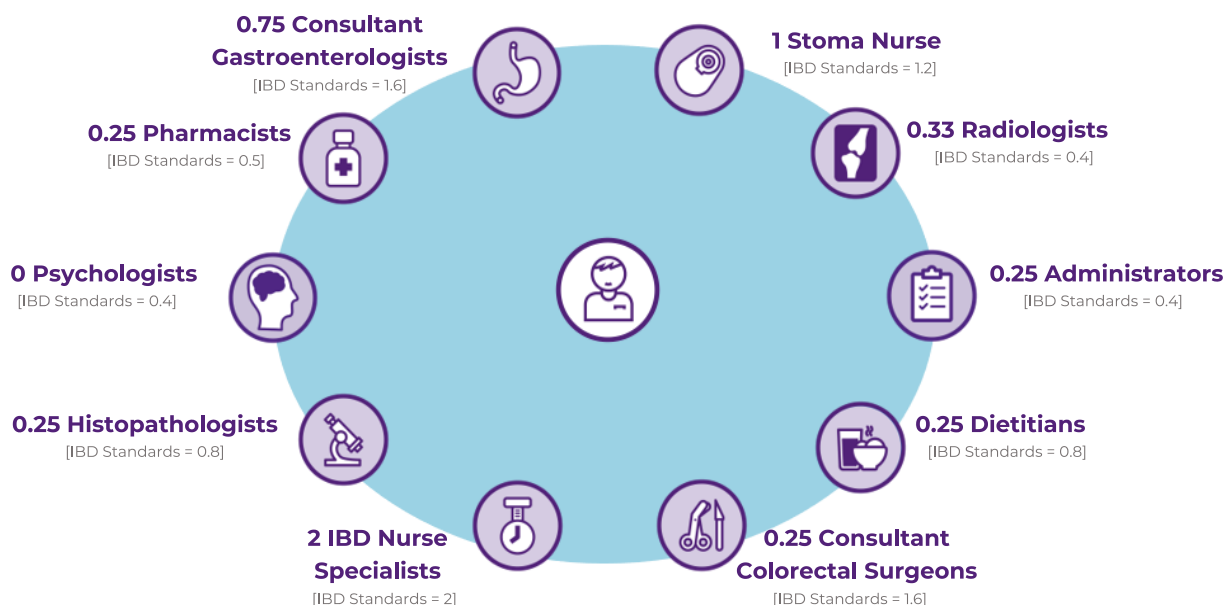 0.75 Consultant
Gastroenterologists
[IBD Standards = 1.6]
1 Stoma Nurse
[IBD Standards = 1.2]
0.25 Pharmacists
[IBD Standards = 0.5]
0.33 Radiologists
[IBD Standards = 0.4]
0 Psychologists
[IBD Standards = 0.4]
0.25 Administrators
[IBD Standards = 0.4]
0.25 Histopathologists
[IBD Standards = 0.8]
0.25 Dietitians
[IBD Standards = 0.8]
2 IBD Nurse
Specialists
[IBD Standards = 2]
0.25 Consultant
Colorectal Surgeons
[IBD Standards = 1.6]